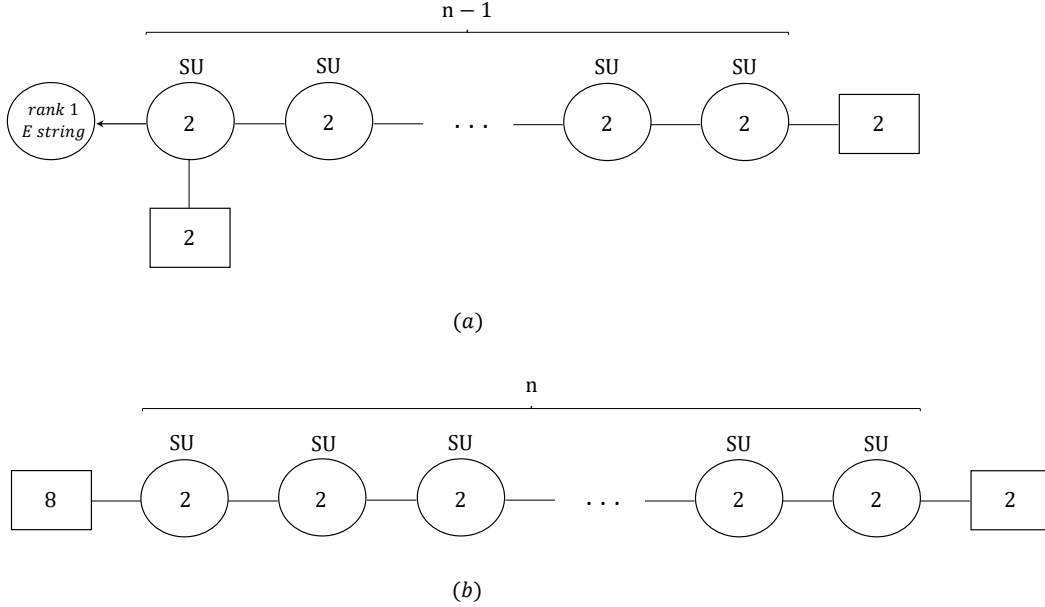 n − 1
SU SU SU SU
rank 1
E string
2 2 . . . 2 2 2
2
(a)
n
SU SU SU SU SU
8 2 2 2 . . . 2 2 2
(b)